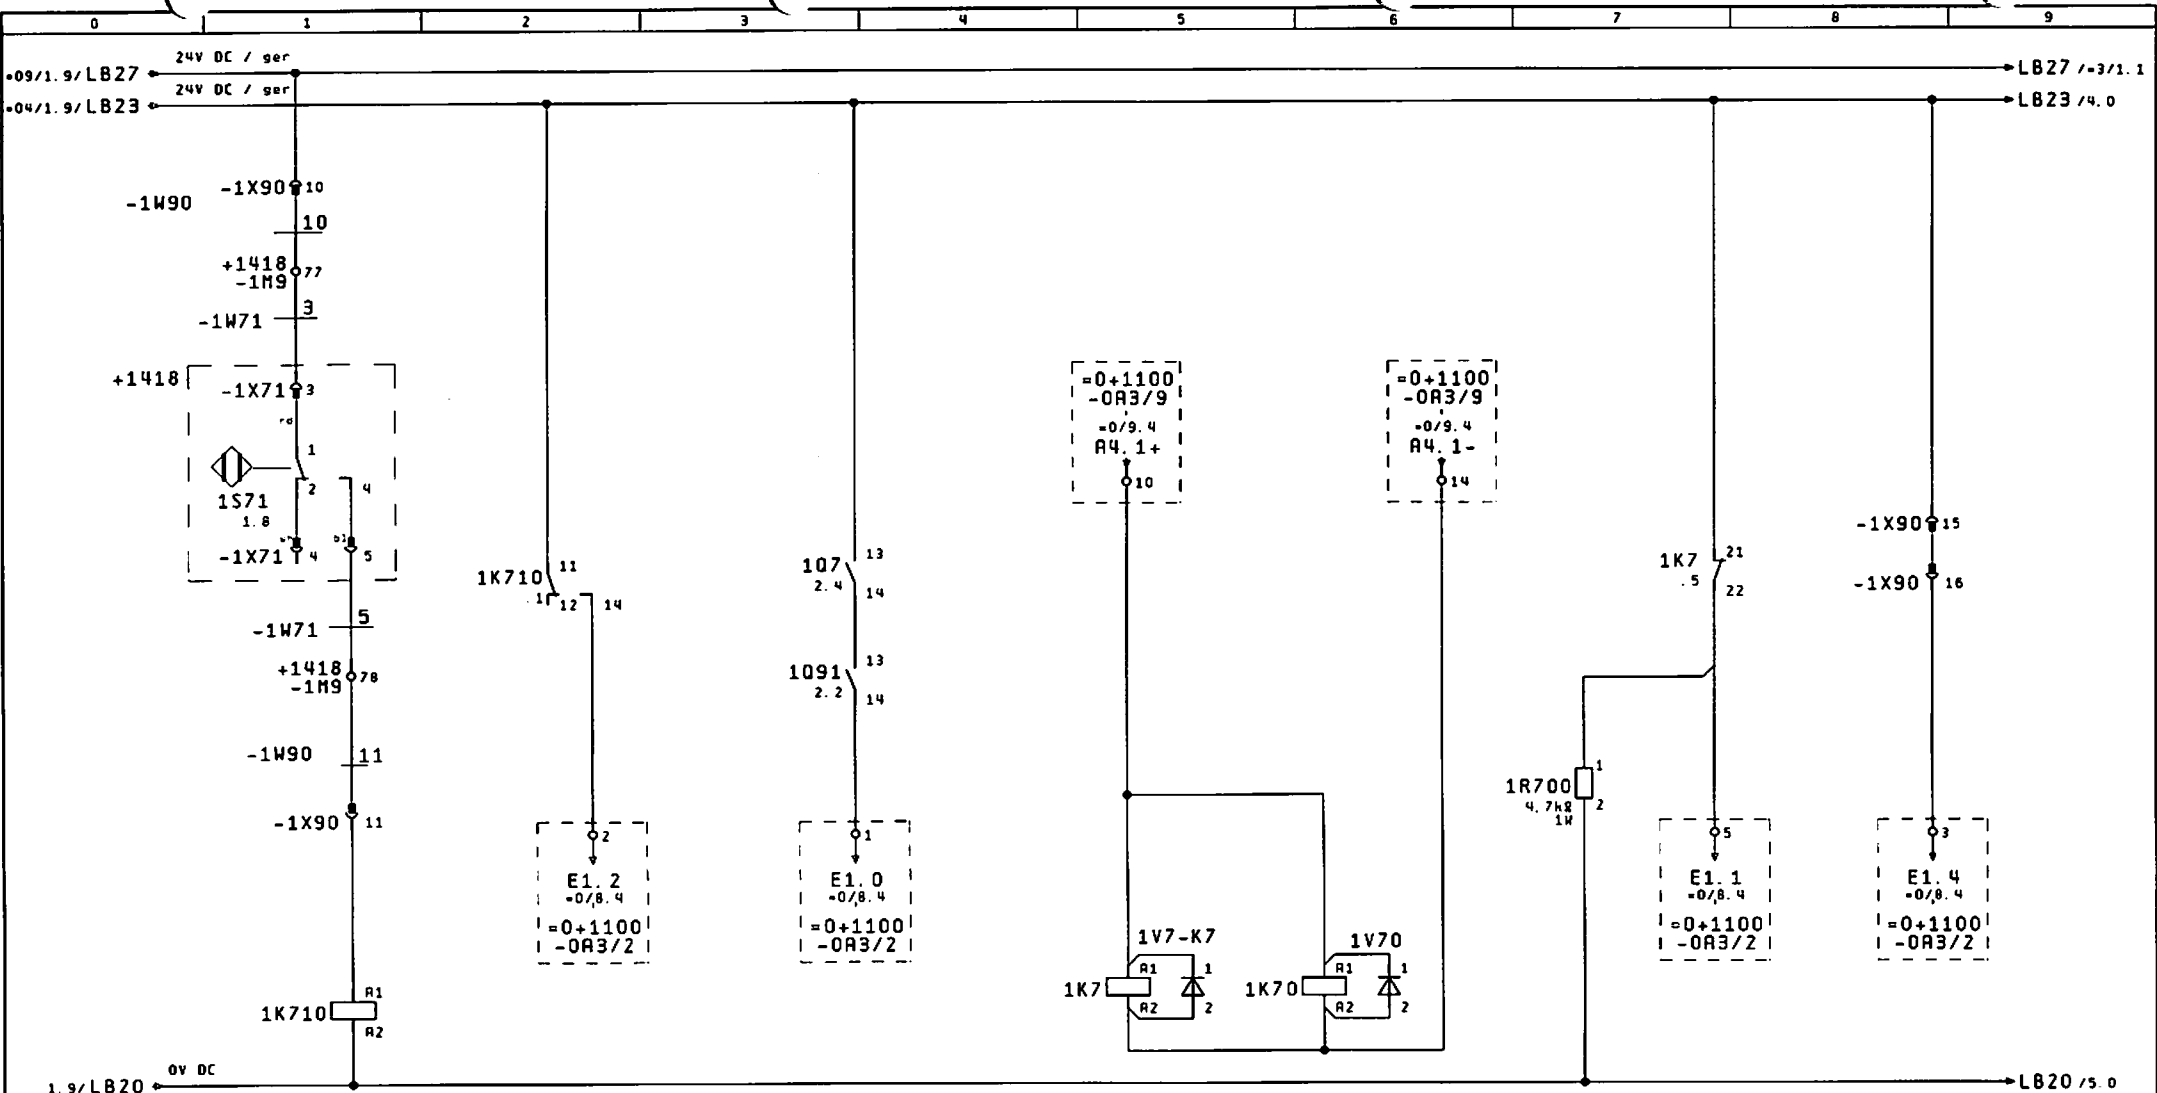 0 1 2 3 4 5 6 7 8 9
24V DC / ger
=09/1.9/LB27
LB27 /=3/1.1
24V DC / ger
=04/1.9/LB23
LB23 /4.0
-1X90 10
-1W90
10
+1418
-1M9 77
3
-1W71
+1418
-1X71 3
rd
1
2 4
1S71
1.8
-1X71 4 5
5
-1W71
+1418
-1M9 78
-1W90 11
-1X90 11
1K710
A1
A2
1K710
11
.1 12 14
2
E1.2
=0/8.4
=0+1100
-0A3/2
1Q7
2.4
13
14
1Q91
2.2
13
14
1
E1.0
=0/8.4
=0+1100
-0A3/2
=0+1100
-0A3/9
=0/9.4
A4.1+
10
=0+1100
-0A3/9
=0/9.4
A4.1-
14
1V7-K7
1K7
A1
A2
1
2
1V70
1K70
A1
A2
1
2
1K7
.5
21
22
1R700
4,7kΩ
1W
1
2
5
E1.1
=0/8.4
=0+1100
-0A3/2
-1X90 15
-1X90 16
3
E1.4
=0/8.4
=0+1100
-0A3/2
0V DC
1.9/LB20
LB20 /5.0